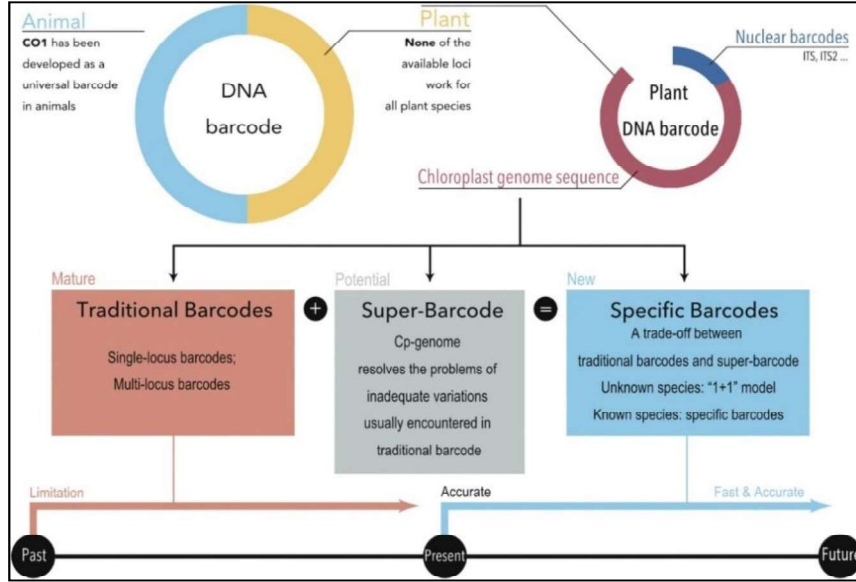 Animal
CO1 has been
developed as a
universal barcode
in animals
DNA
barcode
Plant
None of the
available loci
work for
all plant species
Nuclear barcodes
ITS, ITS2 ...
Plant
DNA barcode
Chloroplast genome sequence
Mature
Traditional Barcodes
Single-locus barcodes;
Multi-locus barcodes
+
Potential
Super-Barcode
Cp-genome
resolves the problems of
inadequate variations
usually encountered in
traditional barcode
=
New
Specific Barcodes
A trade-off between
traditional barcodes and super-barcode
Unknown species: “1+1” model
Known species: specific barcodes
Limitation
Accurate
Fast & Accurate
Past
Present
Future